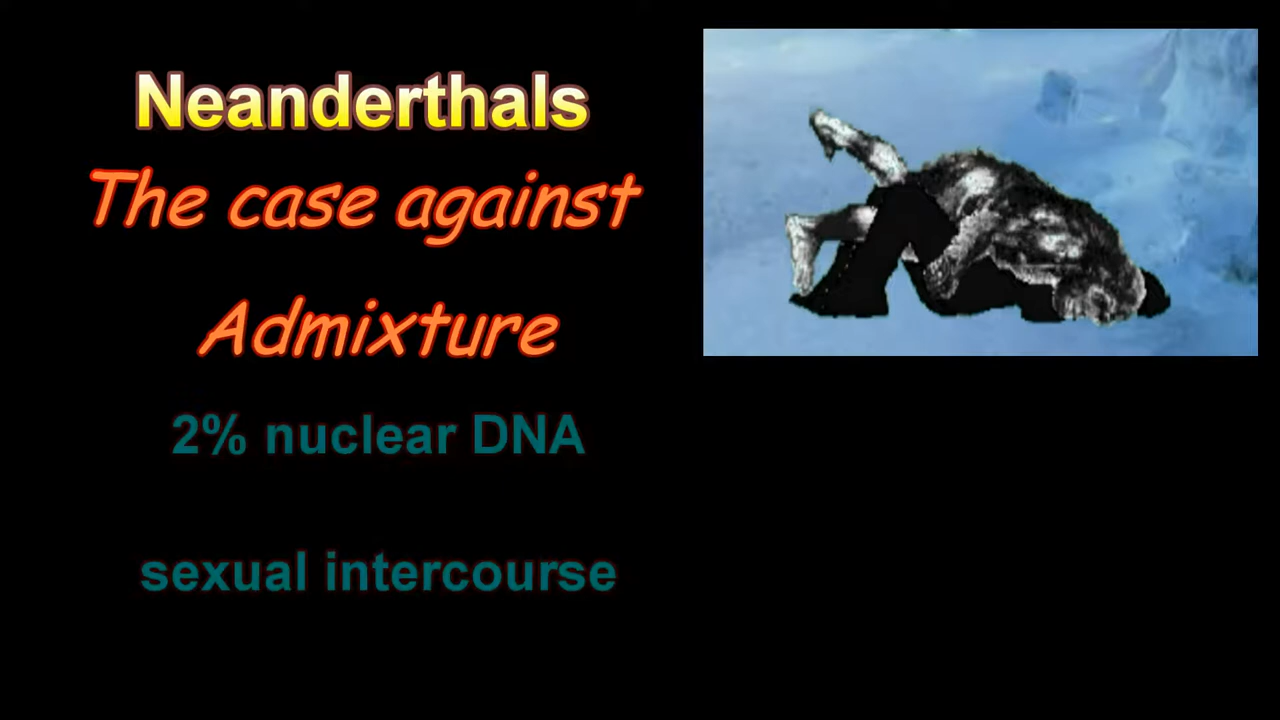 Neanderthals
The case against
Admixture
2% nuclear DNA
sexual intercourse